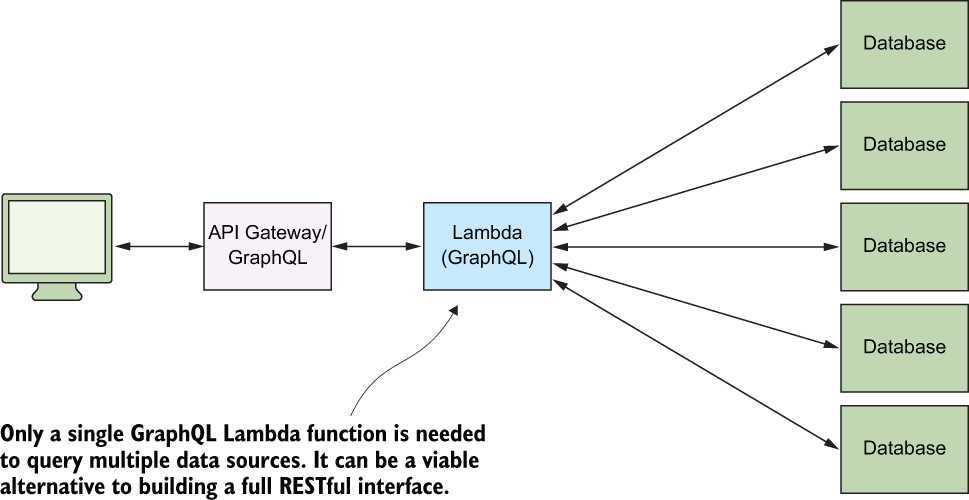 API Gateway/
GraphQL
Lambda
(GraphQL)
Database
Database
Database
Database
Database
Only a single GraphQL Lambda function is needed
to query multiple data sources. It can be a viable
alternative to building a full RESTful interface.